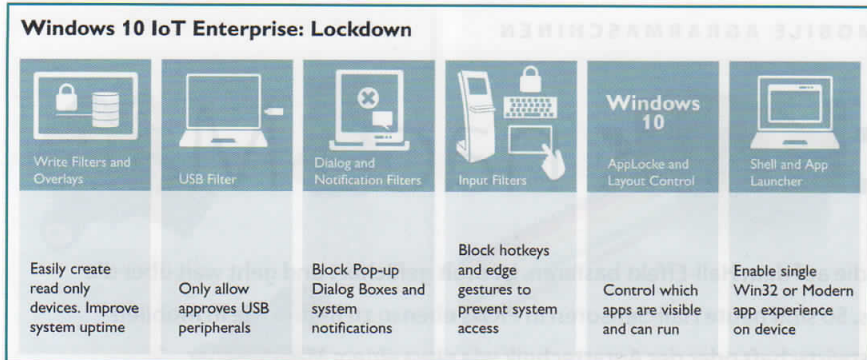 MOBILE AGRARMASCHINEN
Windows 10 IoT Enterprise: Lockdown
Write Filters and
Overlays
USB Filter
Dialog and
Notification Filters
Input Filters
Windows
10
AppLocke and
Layout Control
Shell and App
Launcher
Easily create
read only
devices. Improve
system uptime
Only allow
approves USB
peripherals
Block Pop-up
Dialog Boxes and
system
notifications
Block Hotkeys
and edge
gestures to
prevent system
access
Control which
apps are visible
and can run
Enable single
Win32 or Modern
app experience
on device